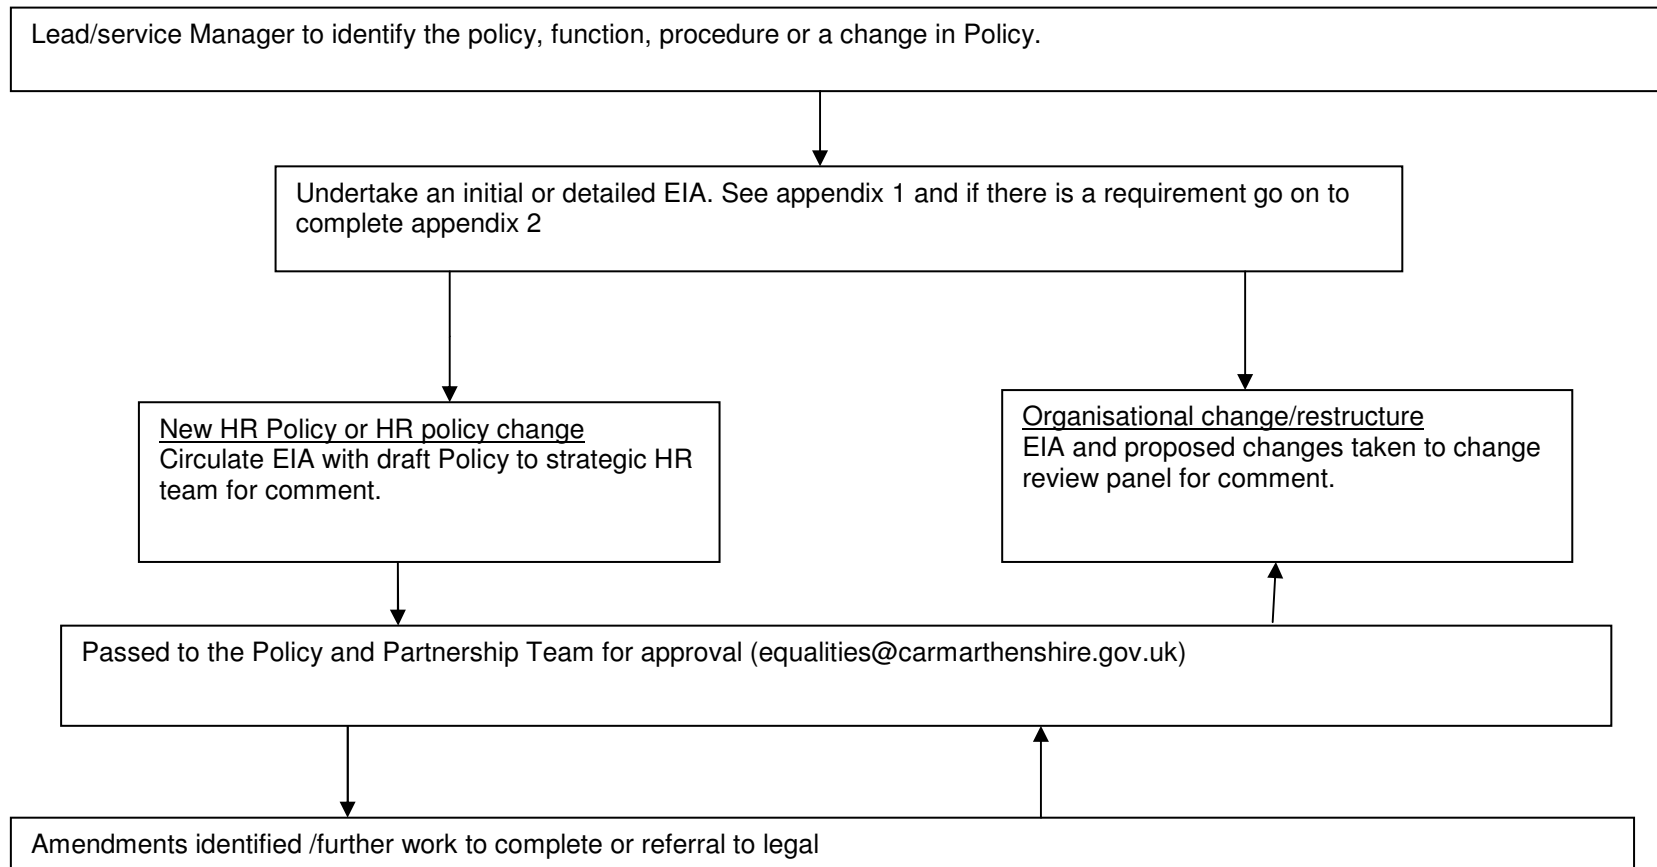 Lead/service Manager to identify the policy, function, procedure or a change in Policy.
Undertake an initial or detailed EIA. See appendix 1 and if there is a requirement go on to
complete appendix 2
New HR Policy or HR policy change
Circulate EIA with draft Policy to strategic HR
team for comment.
Organisational change/restructure
EIA and proposed changes taken to change
review panel for comment.
Passed to the Policy and Partnership Team for approval (equalities@carmarthenshire.gov.uk)
Amendments identified /further work to complete or referral to legal